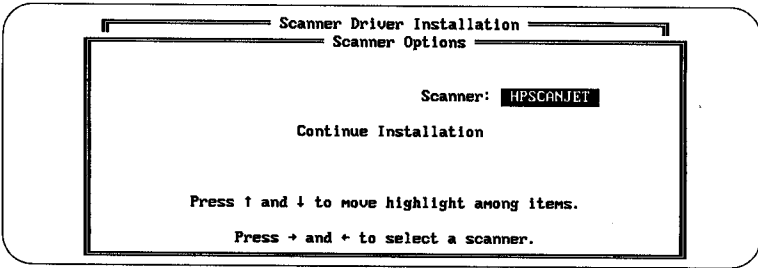 Scanner Driver Installation
Scanner Options
Scanner: HPSCANJET
Continue Installation
Press ↑ and ↓ to move highlight among items.
Press → and ← to select a scanner.